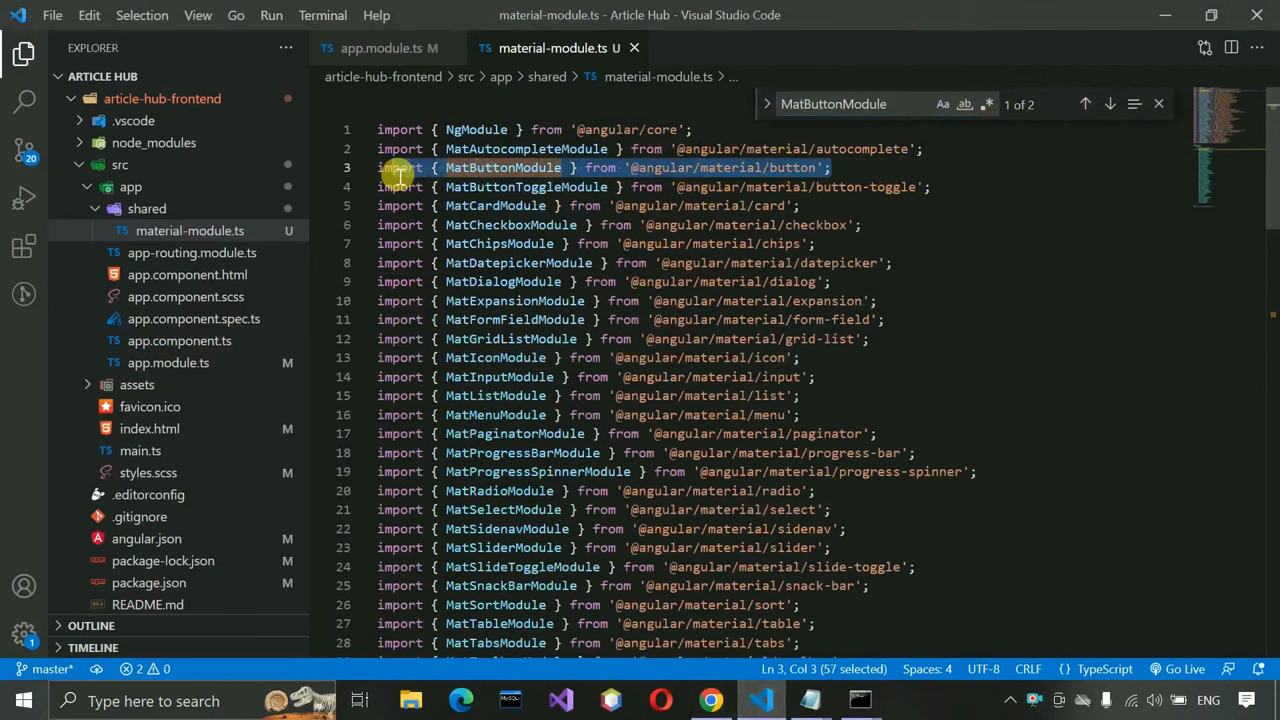 File Edit Selection View Go Run Terminal Help material-module.ts - Article Hub - Visual Studio Code
EXPLORER
ARTICLE HUB
article-hub-frontend
.vscode
node_modules
src
app
shared
TS material-module.ts U
TS app-routing.module.ts
app.component.html
app.component.scss
app.component.spec.ts
TS app.component.ts
TS app.module.ts M
assets
favicon.ico
index.html M
TS main.ts
styles.scss M
.editorconfig
.gitignore
angular.json M
package-lock.json M
package.json M
README.md
OUTLINE
TIMELINE
20
1
TS app.module.ts M TS material-module.ts U
article-hub-frontend > src > app > shared > TS material-module.ts > ...
MatButtonModule Aa ab 1 of 2
1 import { NgModule } from '@angular/core';
2 import { MatAutocompleteModule } from '@angular/material/autocomplete';
3 import { MatButtonModule } from '@angular/material/button';
4 import { MatButtonToggleModule } from '@angular/material/button-toggle';
5 import { MatCardModule } from '@angular/material/card';
6 import { MatCheckboxModule } from '@angular/material/checkbox';
7 import { MatChipsModule } from '@angular/material/chips';
8 import { MatDatepickerModule } from '@angular/material/datepicker';
9 import { MatDialogModule } from '@angular/material/dialog';
10 import { MatExpansionModule } from '@angular/material/expansion';
11 import { MatFormFieldModule } from '@angular/material/form-field';
12 import { MatGridListModule } from '@angular/material/grid-list';
13 import { MatIconModule } from '@angular/material/icon';
14 import { MatInputModule } from '@angular/material/input';
15 import { MatListModule } from '@angular/material/list';
16 import { MatMenuModule } from '@angular/material/menu';
17 import { MatPaginatorModule } from '@angular/material/paginator';
18 import { MatProgressBarModule } from '@angular/material/progress-bar';
19 import { MatProgressSpinnerModule } from '@angular/material/progress-spinner';
20 import { MatRadioModule } from '@angular/material/radio';
21 import { MatSelectModule } from '@angular/material/select';
22 import { MatSidenavModule } from '@angular/material/sidenav';
23 import { MatSliderModule } from '@angular/material/slider';
24 import { MatSlideToggleModule } from '@angular/material/slide-toggle';
25 import { MatSnackBarModule } from '@angular/material/snack-bar';
26 import { MatSortModule } from '@angular/material/sort';
27 import { MatTableModule } from '@angular/material/table';
28 import { MatTabsModule } from '@angular/material/tabs';
master* 2 0 Ln 3, Col 3 (57 selected) Spaces: 4 UTF-8 CRLF {} TypeScript Go Live
Type here to search MySQL ENG